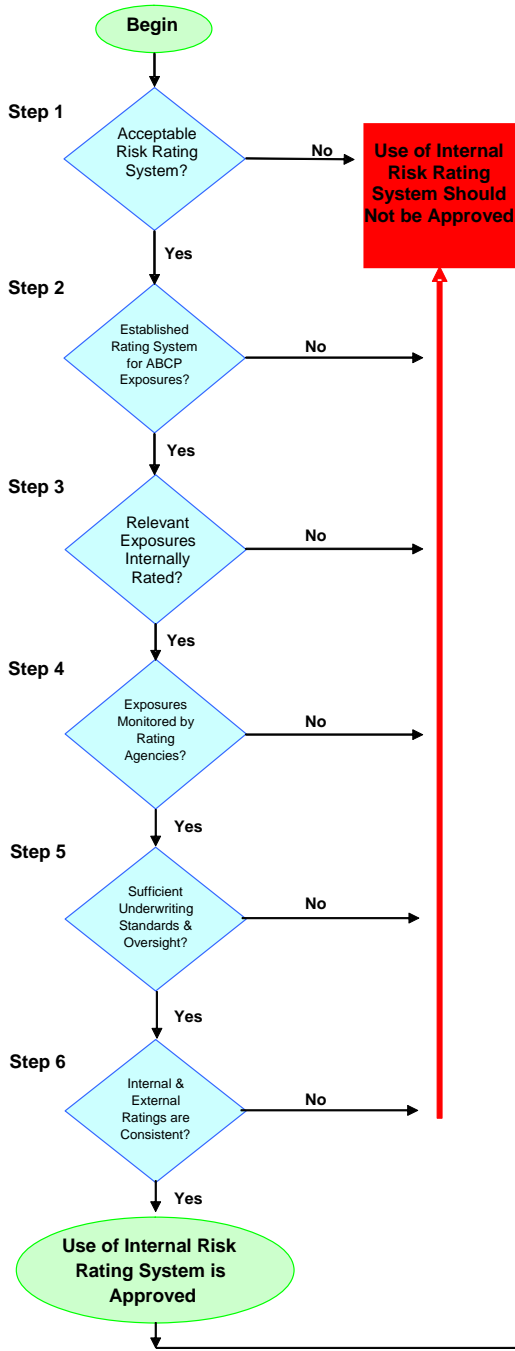 Begin
Step 1
Acceptable
Risk Rating
System?
No
Use of Internal
Risk Rating
System Should
Not be Approved
Yes
Step 2
Established
Rating System
for ABCP
Exposures?
No
Yes
Step 3
Relevant
Exposures
Internally
Rated?
No
Yes
Step 4
Exposures
Monitored by
Rating
Agencies?
No
Yes
Step 5
Sufficient
Underwriting
Standards &
Oversight?
No
Yes
Step 6
Internal &
External
Ratings are
Consistent?
No
Yes
Use of Internal Risk
Rating System is
Approved